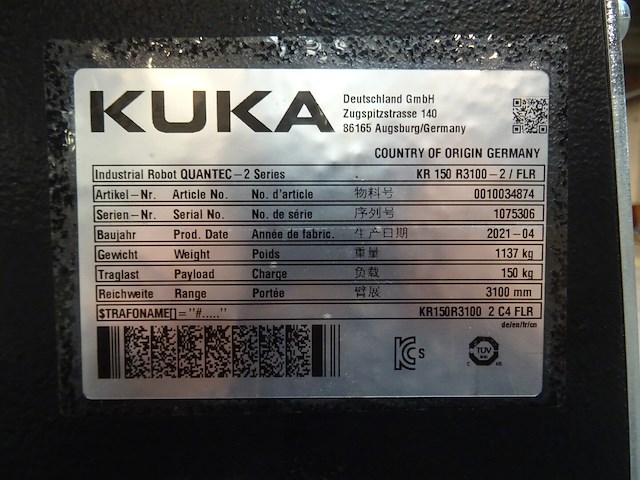 KUKA
Deutschland GmbH
Zugspitzstrasse 140
86165 Augsburg/Germany
COUNTRY OF ORIGIN GERMANY
Industrial Robot QUANTEC-2 Series KR 150 R3100-2 / FLR
Artikel-Nr. Article No. No. d'article 物料号 0010034874
Serien-Nr. Serial No. No. de série 序列号 1075306
Baujahr Prod. Date Année de fabric. 生产日期 2021-04
Gewicht Weight Poids 重量 1137 kg
Traglast Payload Charge 负载 150 kg
Reichweite Range Portée 臂展 3100 mm
$TRAFONAME[]="#....." KR150R3100_2 C4 FLR
de/en/fr/cn
S
TÜV